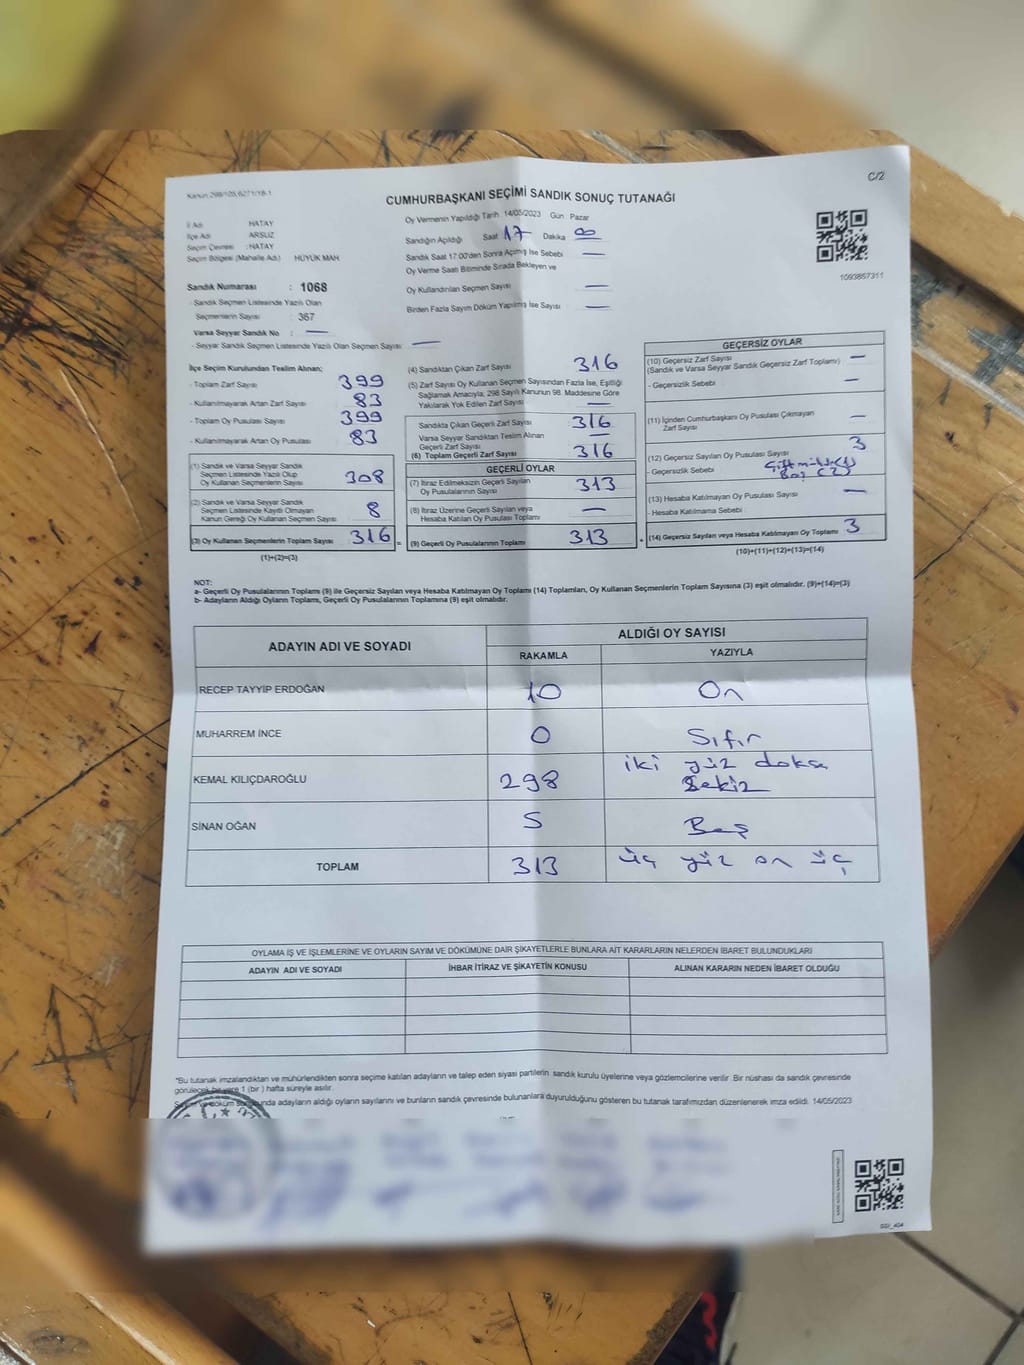 Kanun 298/105,6271/18-1
C/2
CUMHURBAŞKANI SEÇİMİ SANDIK SONUÇ TUTANAĞI
İl Adı : HATAY
İlçe Adı : ARSUZ
Seçim Çevresi : HATAY
Seçim Bölgesi (Mahalle Adı) : HÜYÜK MAH
Oy Vermenin Yapıldığı Tarih 14/05/2023 Gün Pazar
Sandığın Açıldığı Saat 17 Dakika 00
Sandık Saat 17:00'den Sonra Açılmış İse Sebebi —
Oy Verme Saati Bitiminde Sırada Bekleyen ve
Oy Kullandırılan Seçmen Sayısı —
Birden Fazla Sayım Döküm Yapılmış İse Sayısı —
1093857311
Sandık Numarası : 1068
- Sandık Seçmen Listesinde Yazılı Olan
Seçmenlerin Sayısı : 367
Varsa Seyyar Sandık No : —
- Seyyar Sandık Seçmen Listesinde Yazılı Olan Seçmen Sayısı : —
İlçe Seçim Kurulundan Teslim Alınan;
- Toplam Zarf Sayısı 399
- Kullanılmayarak Artan Zarf Sayısı 83
- Toplam Oy Pusulası Sayısı 399
- Kullanılmayarak Artan Oy Pusulası 83
(1) Sandık ve Varsa Seyyar Sandık
Seçmen Listesinde Yazılı Olup
Oy Kullanan Seçmenlerin Sayısı 308
(2) Sandık ve Varsa Seyyar Sandık
Seçmen Listesinde Kaydı Olmayan
Kanun Gereği Oy Kullanan Seçmen Sayısı 8
(3) Oy Kullanan Seçmenlerin Toplam Sayısı 316 =
(1)+(2)=(3)
(4) Sandıktan Çıkan Zarf Sayısı 316
(5) Zarf Sayısı Oy Kullanan Seçmen Sayısından Fazla İse, Eşitliği
Sağlamak Amacıyla; 298 Sayılı Kanunun 98. Maddesine Göre
Yakılarak Yok Edilen Zarf Sayısı —
Sandıkta Çıkan Geçerli Zarf Sayısı 316
Varsa Seyyar Sandıktan Teslim Alınan
Geçerli Zarf Sayısı —
(6) Toplam Geçerli Zarf Sayısı 316
GEÇERLİ OYLAR
(7) İtiraz Edilmeksizin Geçerli Sayılan
Oy Pusulalarının Sayısı 313
(8) İtiraz Üzerine Geçerli Sayılan veya
Hesaba Katılan Oy Pusulası Toplamı —
(9) Geçerli Oy Pusulalarının Toplamı 313 +
GEÇERSİZ OYLAR
(10) Geçersiz Zarf Sayısı —
(Sandık ve Varsa Seyyar Sandık Geçersiz Zarf Toplamı)
- Geçersizlik Sebebi : —
(11) İçinden Cumhurbaşkanı Oy Pusulası Çıkmayan
Zarf Sayısı —
(12) Geçersiz Sayılan Oy Pusulası Sayısı 3
- Geçersizlik Sebebi : Çift mühür(1)
Boş (2)
(13) Hesaba Katılmayan Oy Pusulası Sayısı —
- Hesaba Katılmama Sebebi :
(14) Geçersiz Sayılan veya Hesaba Katılmayan Oy Toplamı 3
(10)+(11)+(12)+(13)=(14)
NOT:
a- Geçerli Oy Pusulalarının Toplamı (9) ile Geçersiz Sayılan veya Hesaba Katılmayan Oy Toplamı (14) Toplamları, Oy Kullanan Seçmenlerin Toplam Sayısına (3) eşit olmalıdır. (9)+(14)=(3)
b- Adayların Aldığı Oyların Toplamı, Geçerli Oy Pusulalarının Toplamına (9) eşit olmalıdır.
ADAYIN ADI VE SOYADI ALDIĞI OY SAYISI
RAKAMLA YAZIYLA
RECEP TAYYİP ERDOĞAN 10 On
MUHARREM İNCE 0 Sıfır
KEMAL KILIÇDAROĞLU 298 iki yüz doksan
Sekiz
SİNAN OĞAN 5 Beş
TOPLAM 313 üç yüz on üç
OYLAMA İŞ VE İŞLEMLERİNE VE OYLARIN SAYIM VE DÖKÜMÜNE DAİR ŞİKAYETLERLE BUNLARA AİT KARARLARIN NELERDEN İBARET BULUNDUKLARI
ADAYIN ADI VE SOYADI İHBAR İTİRAZ VE ŞİKAYETİN KONUSU ALINAN KARARIN NEDEN İBARET OLDUĞU
"Bu tutanak imzalandıktan ve mühürlendikten sonra seçime katılan adayların ve talep eden siyasi partilerin sandık kurulu üyelerine veya gözlemcilerine verilir. Bir nüshası da sandık çevresinde
görülecek bir yere 1 (bir ) hafta süreyle asılır.
adayların aldığı oyların sayılarını ve bunların sandık çevresinde bulunanlara duyurulduğunu gösteren bu tutanak tarafımızdan düzenlenerek imza edildi. 14/05/2023